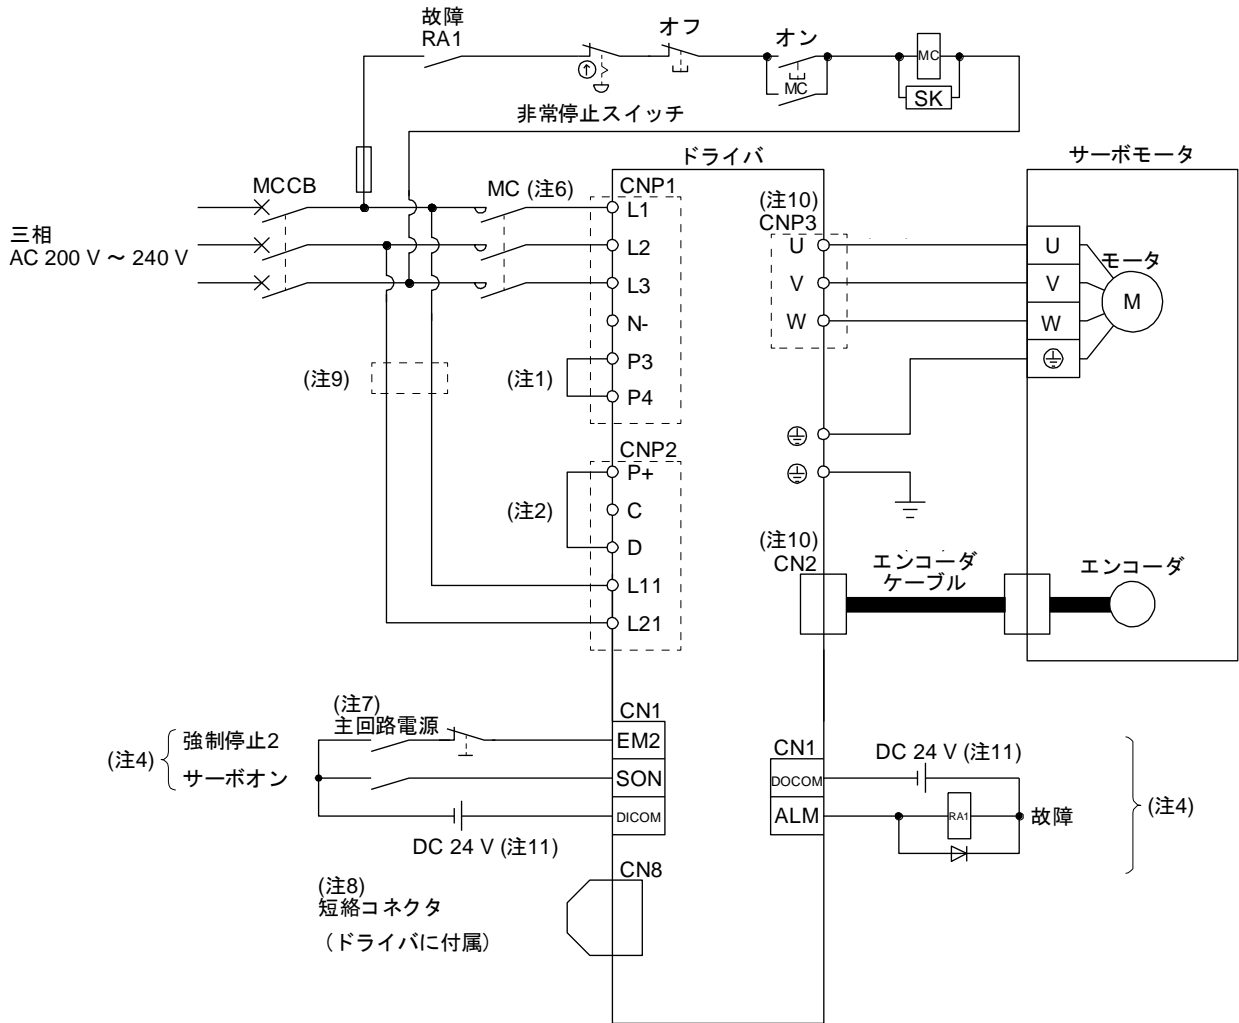 故障
RA1
オフ
オン
MC
MC
SK
非常停止スイッチ
ドライバ
サーボモータ
MCCB
MC (注6)
CNP1
(注10)
CNP3
三相
AC 200 V ～ 240 V
L1
L2
L3
N-
P3
P4
(注1)
(注9)
U
V
W
U
V
W
モータ
M
CNP2
P+
C
D
L11
L21
(注2)
(注10)
CN2
エンコーダ
ケーブル
エンコーダ
(注4)
強制停止2
サーボオン
(注7)
主回路電源
CN1
EM2
SON
DICOM
DC 24 V (注11)
CN1
DOCOM
ALM
DC 24 V (注11)
RA1
故障
(注4)
CN8
(注8)
短絡コネクタ
（ドライバに付属）